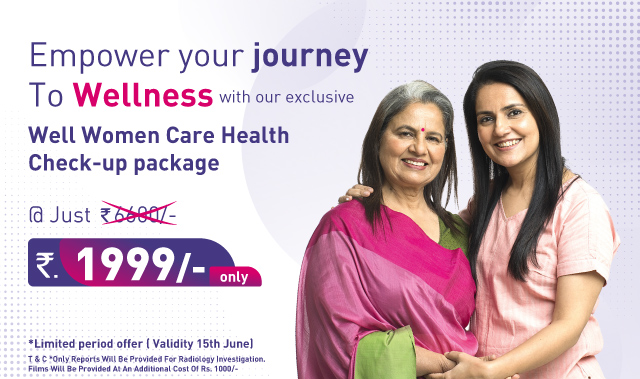 Empower your journey
To Wellness with our exclusive
Well Women Care Health
Check-up package
@ Just ₹6600/-
₹. 1999/- only
*Limited period offer ( Validity 15th June)
T & C *Only Reports Will Be Provided For Radiology Investigation.
Films Will Be Provided At An Additional Cost Of Rs. 1000/-